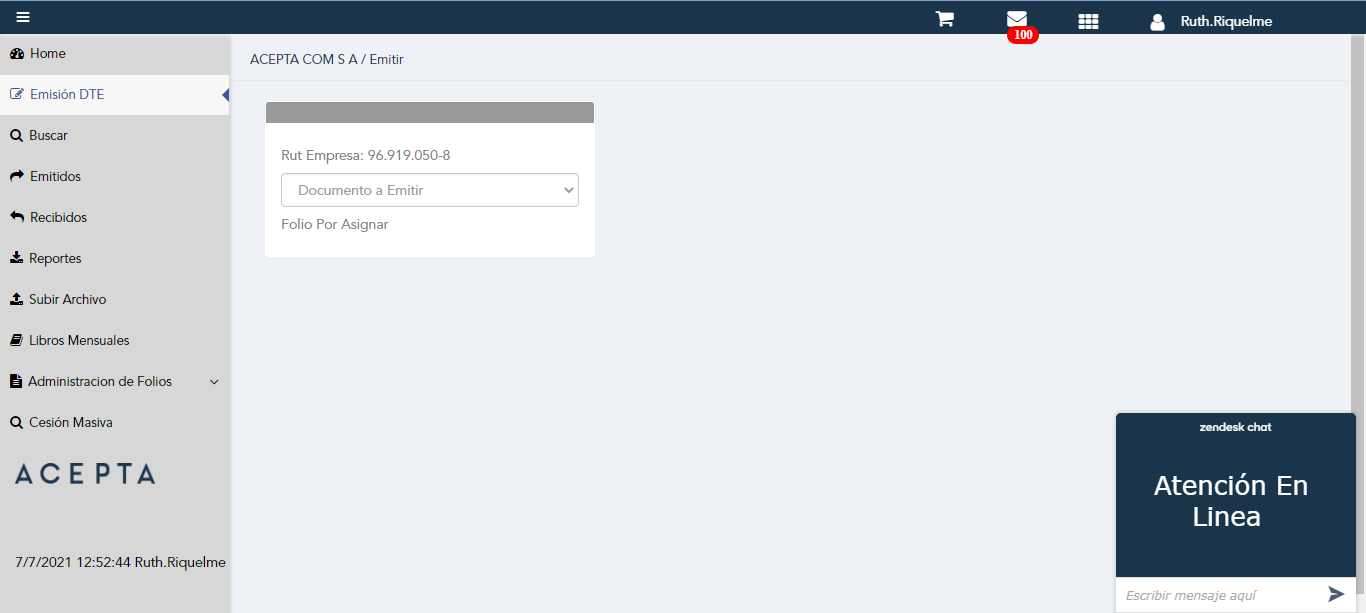 100
Ruth.Riquelme
Home
Emisión DTE
Buscar
Emitidos
Recibidos
Reportes
Subir Archivo
Libros Mensuales
Administracion de Folios
Cesión Masiva
ACEPTA
7/7/2021 12:52:44 Ruth.Riquelme
ACEPTA COM S A / Emitir
Rut Empresa: 96.919.050-8
Documento a Emitir
Folio Por Asignar
zendesk chat
Atención En
Linea
Escribir mensaje aquí